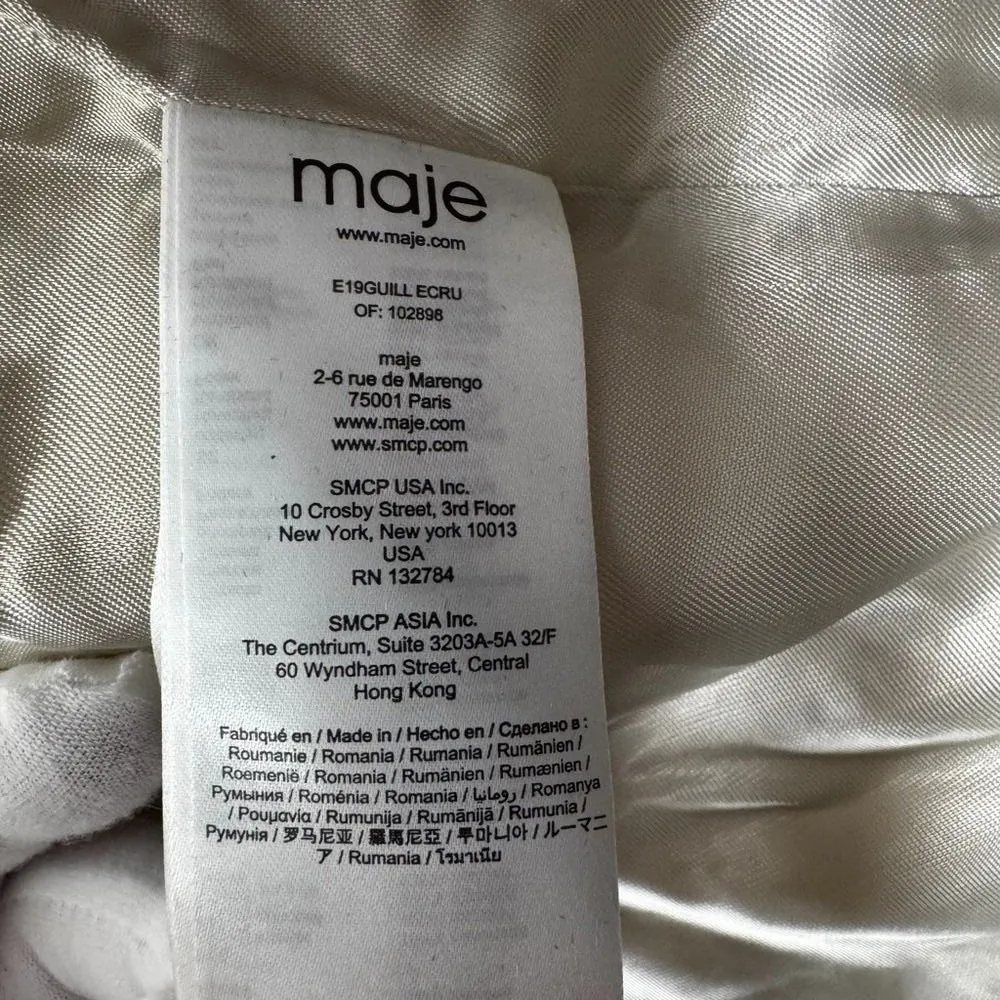 maje
www.maje.com
E19GUILL ECRU
OF: 102898
maje
2-6 rue de Marengo
75001 Paris
www.maje.com
www.smcp.com
SMCP USA Inc.
10 Crosby Street, 3rd Floor
New York, New york 10013
USA
RN 132784
SMCP ASIA Inc.
The Centrium, Suite 3203A-5A 32/F
60 Wyndham Street, Central
Hong Kong
Fabriqué en / Made in / Hecho en / Сделано в :
Roumanie / Romania / Rumania / Rumänien /
Roemenië / Romania / Rumänien / Rumænien /
Румыния / Roménia / Romania / رومانيا / Romanya
/ Ρουμανία / Rumunija / Rumānijā / Rumunia /
Румунія / 罗马尼亚 / 羅馬尼亞 / 루마니아 / ルーマニ
ア / Rumania / โรมาเนีย